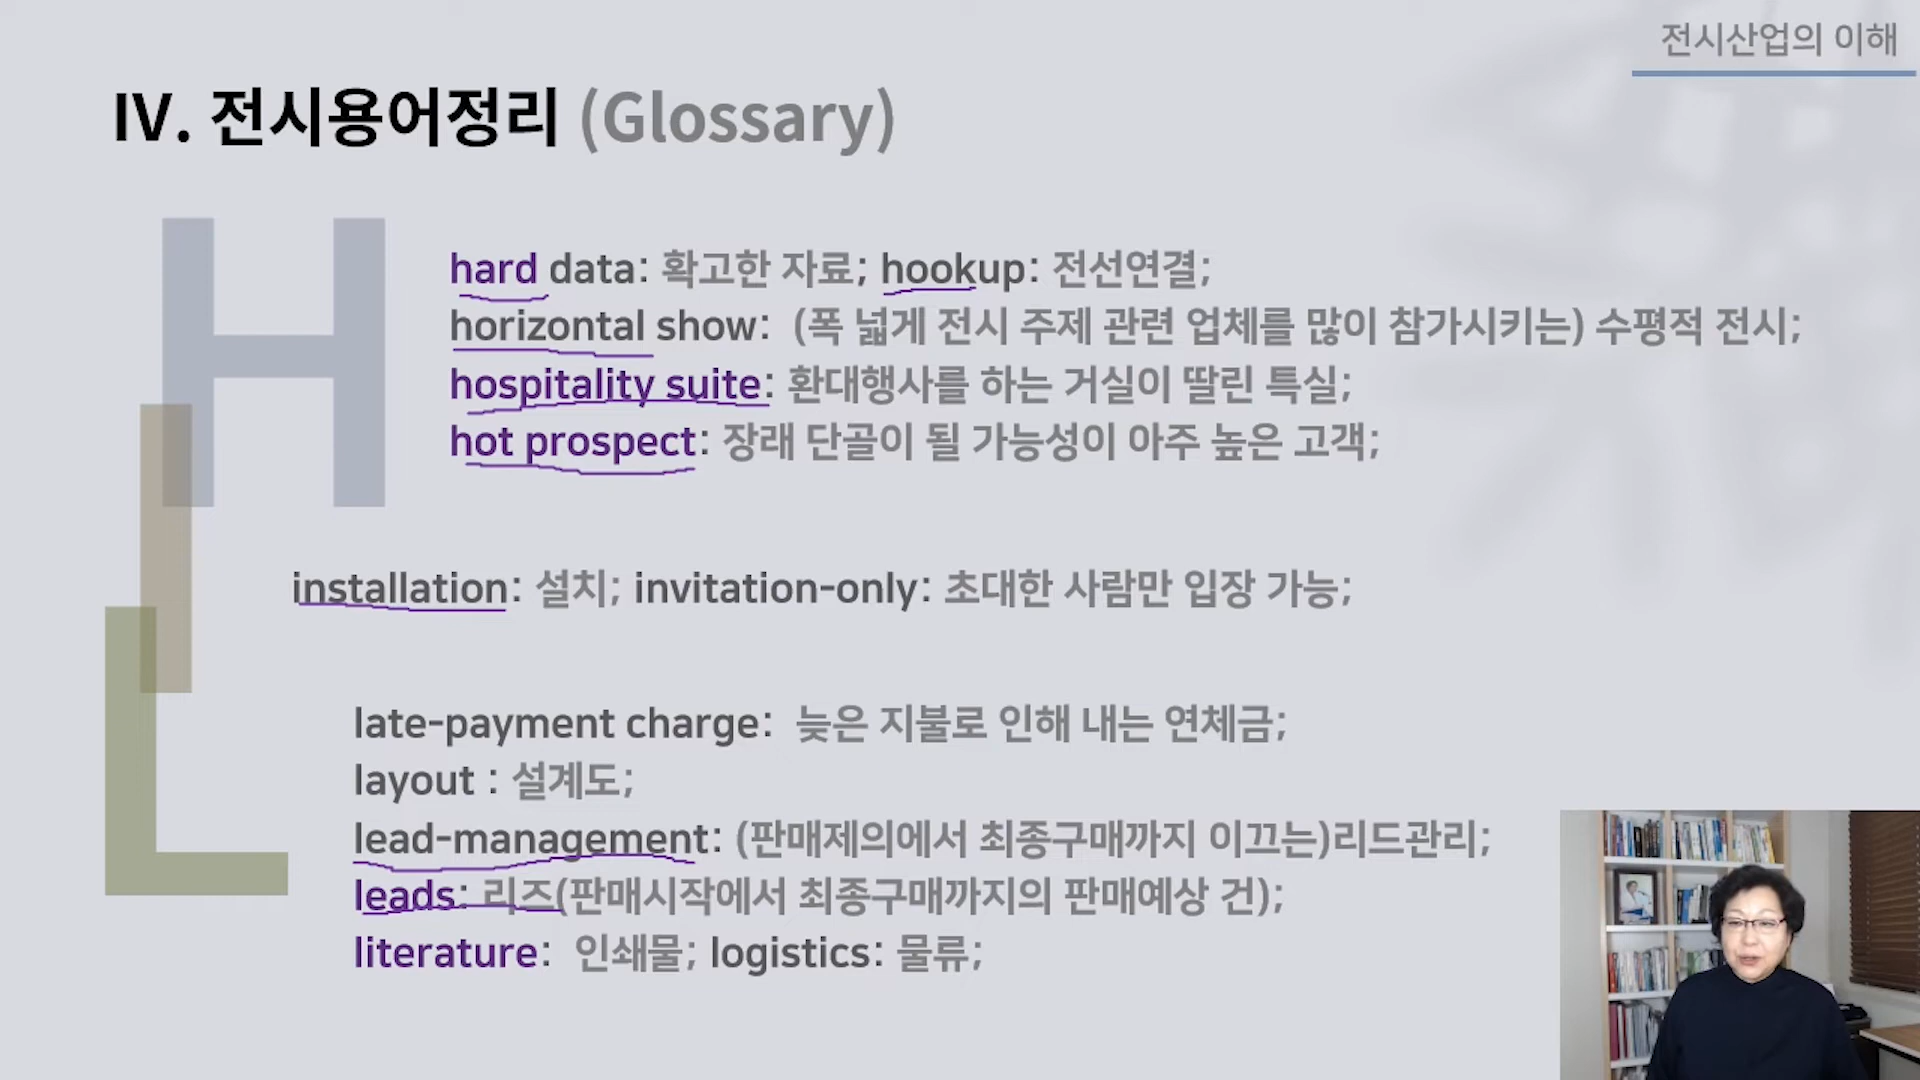 전시산업의 이해
IV. 전시용어정리 (Glossary)
H
hard data: 확고한 자료; hookup: 전선연결;
horizontal show: (폭 넓게 전시 주제 관련 업체를 많이 참가시키는) 수평적 전시;
hospitality suite: 환대행사를 하는 거실이 딸린 특실;
hot prospect: 장래 단골이 될 가능성이 아주 높은 고객;
I
installation: 설치; invitation-only: 초대한 사람만 입장 가능;
L
late-payment charge: 늦은 지불로 인해 내는 연체금;
layout : 설계도;
lead-management: (판매제의에서 최종구매까지 이끄는)리드관리;
leads: 리즈(판매시작에서 최종구매까지의 판매예상 건);
literature: 인쇄물; logistics: 물류;